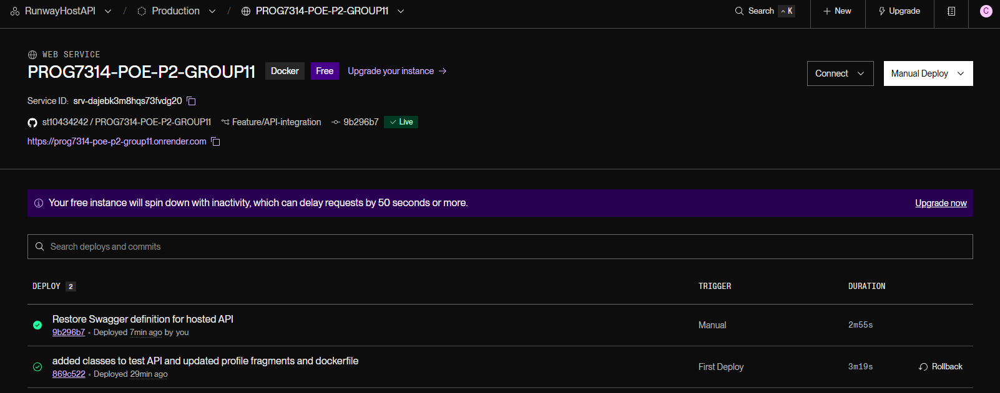 RunwayHostAPI / Production / PROG7314-POE-P2-GROUP11 Search ^ K + New Upgrade C
WEB SERVICE
PROG7314-POE-P2-GROUP11 Docker Free Upgrade your instance → Connect Manual Deploy
Service ID: srv-dajebk3m8hqs73fvdg20
st10434242 / PROG7314-POE-P2-GROUP11 Feature/API-integration 9b296b7 ✓ Live
https://prog7314-poe-p2-group11.onrender.com
Your free instance will spin down with inactivity, which can delay requests by 50 seconds or more. Upgrade now
Search deploys and commits
DEPLOY 2 TRIGGER DURATION
Restore Swagger definition for hosted API
9b296b7 • Deployed 7min ago by you Manual 2m55s
added classes to test API and updated profile fragments and dockerfile
869c522 • Deployed 29min ago First Deploy 3m19s Rollback